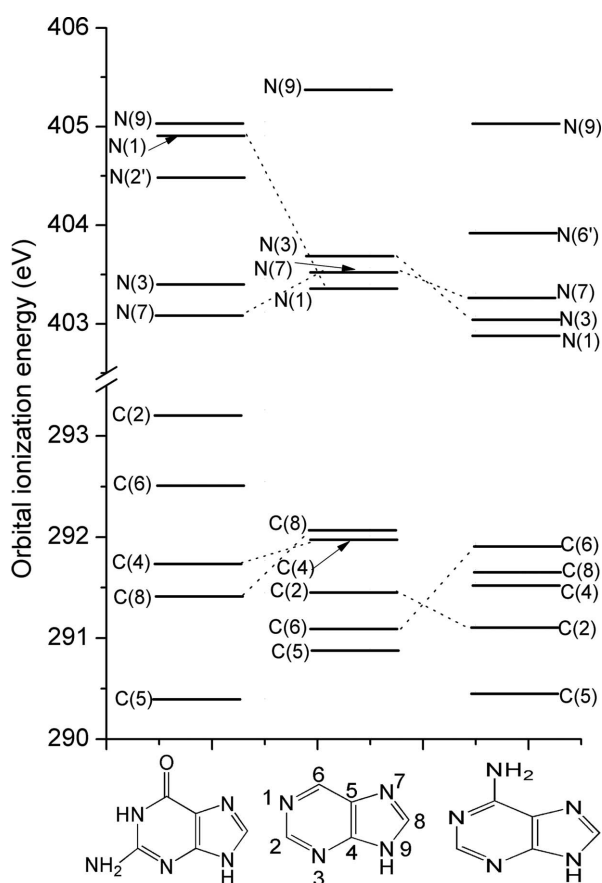 406
405
404
403
293
292
291
290
Orbital ionization energy (eV)
N(9)
N(1)
N(2')
N(3)
N(7)
C(2)
C(6)
C(4)
C(8)
C(5)
N(9)
N(3)
N(7)
N(1)
C(8)
C(4)
C(2)
C(6)
C(5)
N(9)
N(6')
N(7)
N(3)
N(1)
C(6)
C(8)
C(4)
C(2)
C(5)
O
HN
N
NH₂
N
N
H
6
5
7
N
1
N
8
2
N
4
N
9
3
H
NH₂
N
N
N
N
H